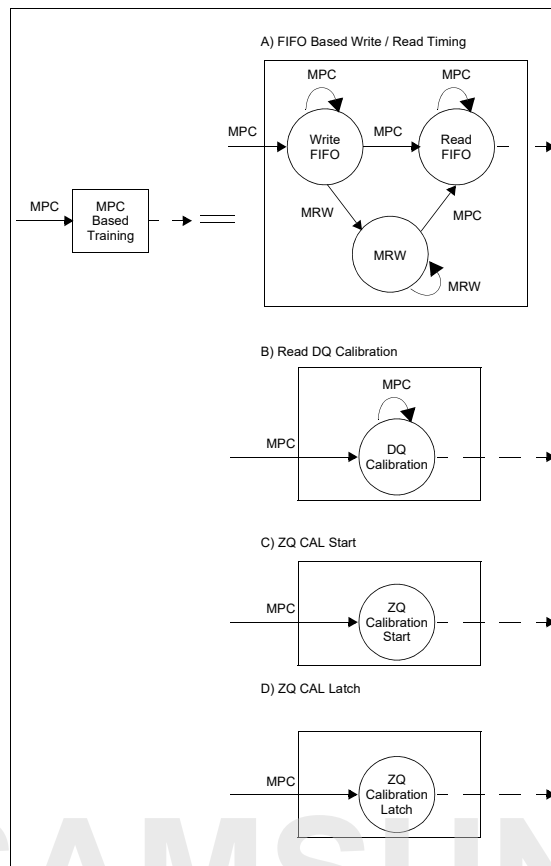 A) FIFO Based Write / Read Timing
MPC
MPC
MPC
Write
FIFO
MPC
Read
FIFO
MPC
MPC
Based
Training
MRW
MPC
MRW
MRW
B) Read DQ Calibration
MPC
MPC
DQ
Calibration
C) ZQ CAL Start
MPC
ZQ
Calibration
Start
D) ZQ CAL Latch
MPC
ZQ
Calibration
Latch
SAMSUN